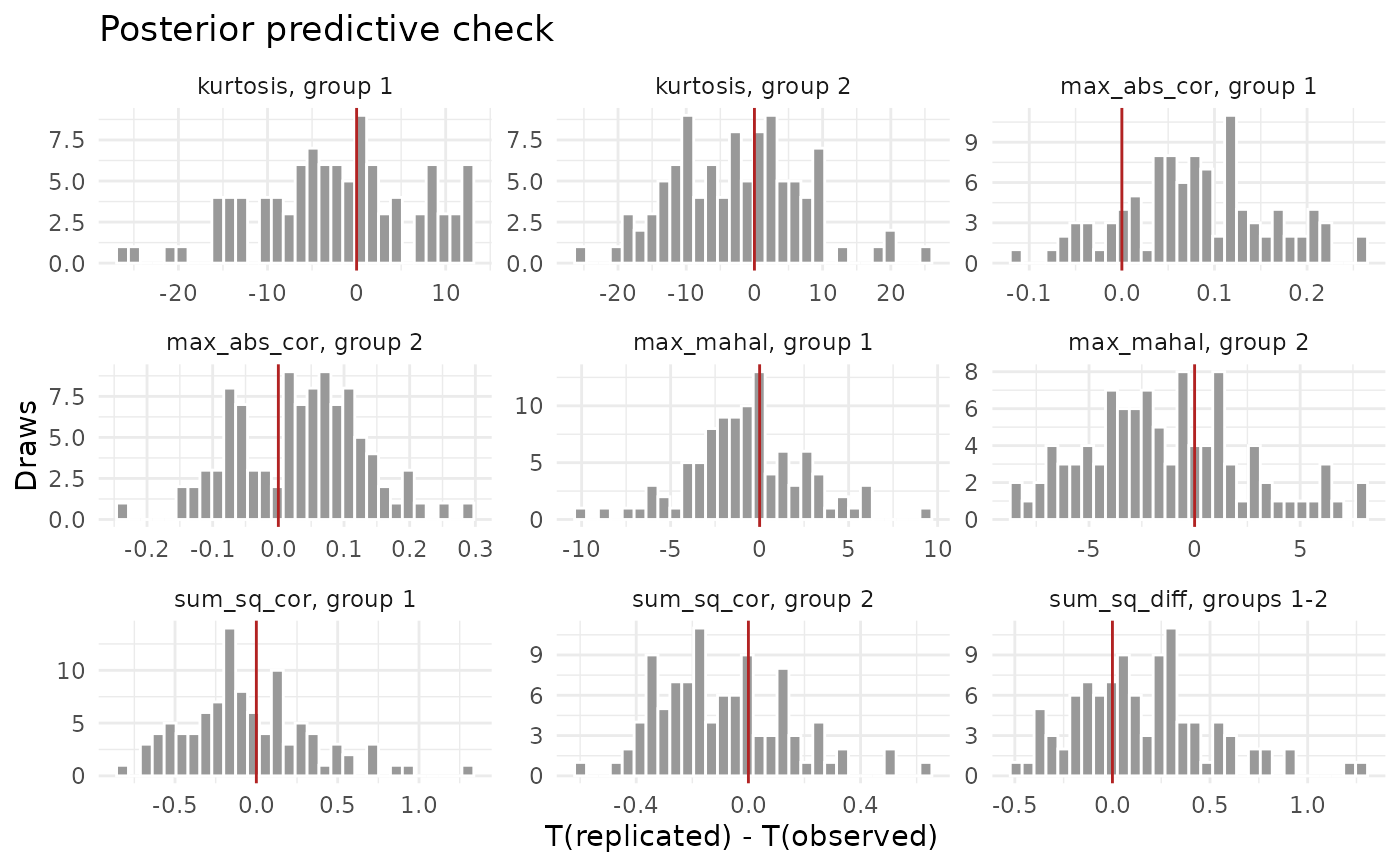 Posterior predictive check
kurtosis, group 1
kurtosis, group 2
max_abs_cor, group 1
7.5
5.0
2.5
0.0
-20 -10 0 10
7.5
5.0
2.5
0.0
-20 -10 0 10 20
9
6
3
0
-0.1 0.0 0.1 0.2
max_abs_cor, group 2
max_mahal, group 1
max_mahal, group 2
7.5
5.0
2.5
0.0
-0.2 -0.1 0.0 0.1 0.2 0.3
10
5
0
-10 -5 0 5 10
8
6
4
2
0
-5 0 5
Draws
sum_sq_cor, group 1
sum_sq_cor, group 2
sum_sq_diff, groups 1-2
10
5
0
-0.5 0.0 0.5 1.0
9
6
3
0
-0.4 0.0 0.4
9
6
3
0
-0.5 0.0 0.5 1.0
T(replicated) - T(observed)